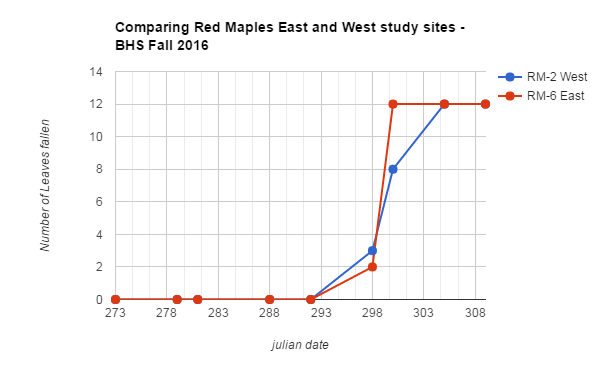 Comparing Red Maples East and West study sites -
BHS Fall 2016
RM-2 West
RM-6 East
Number of Leaves fallen
14
12
10
8
6
4
2
0
273 278 283 288 293 298 303 308
julian date